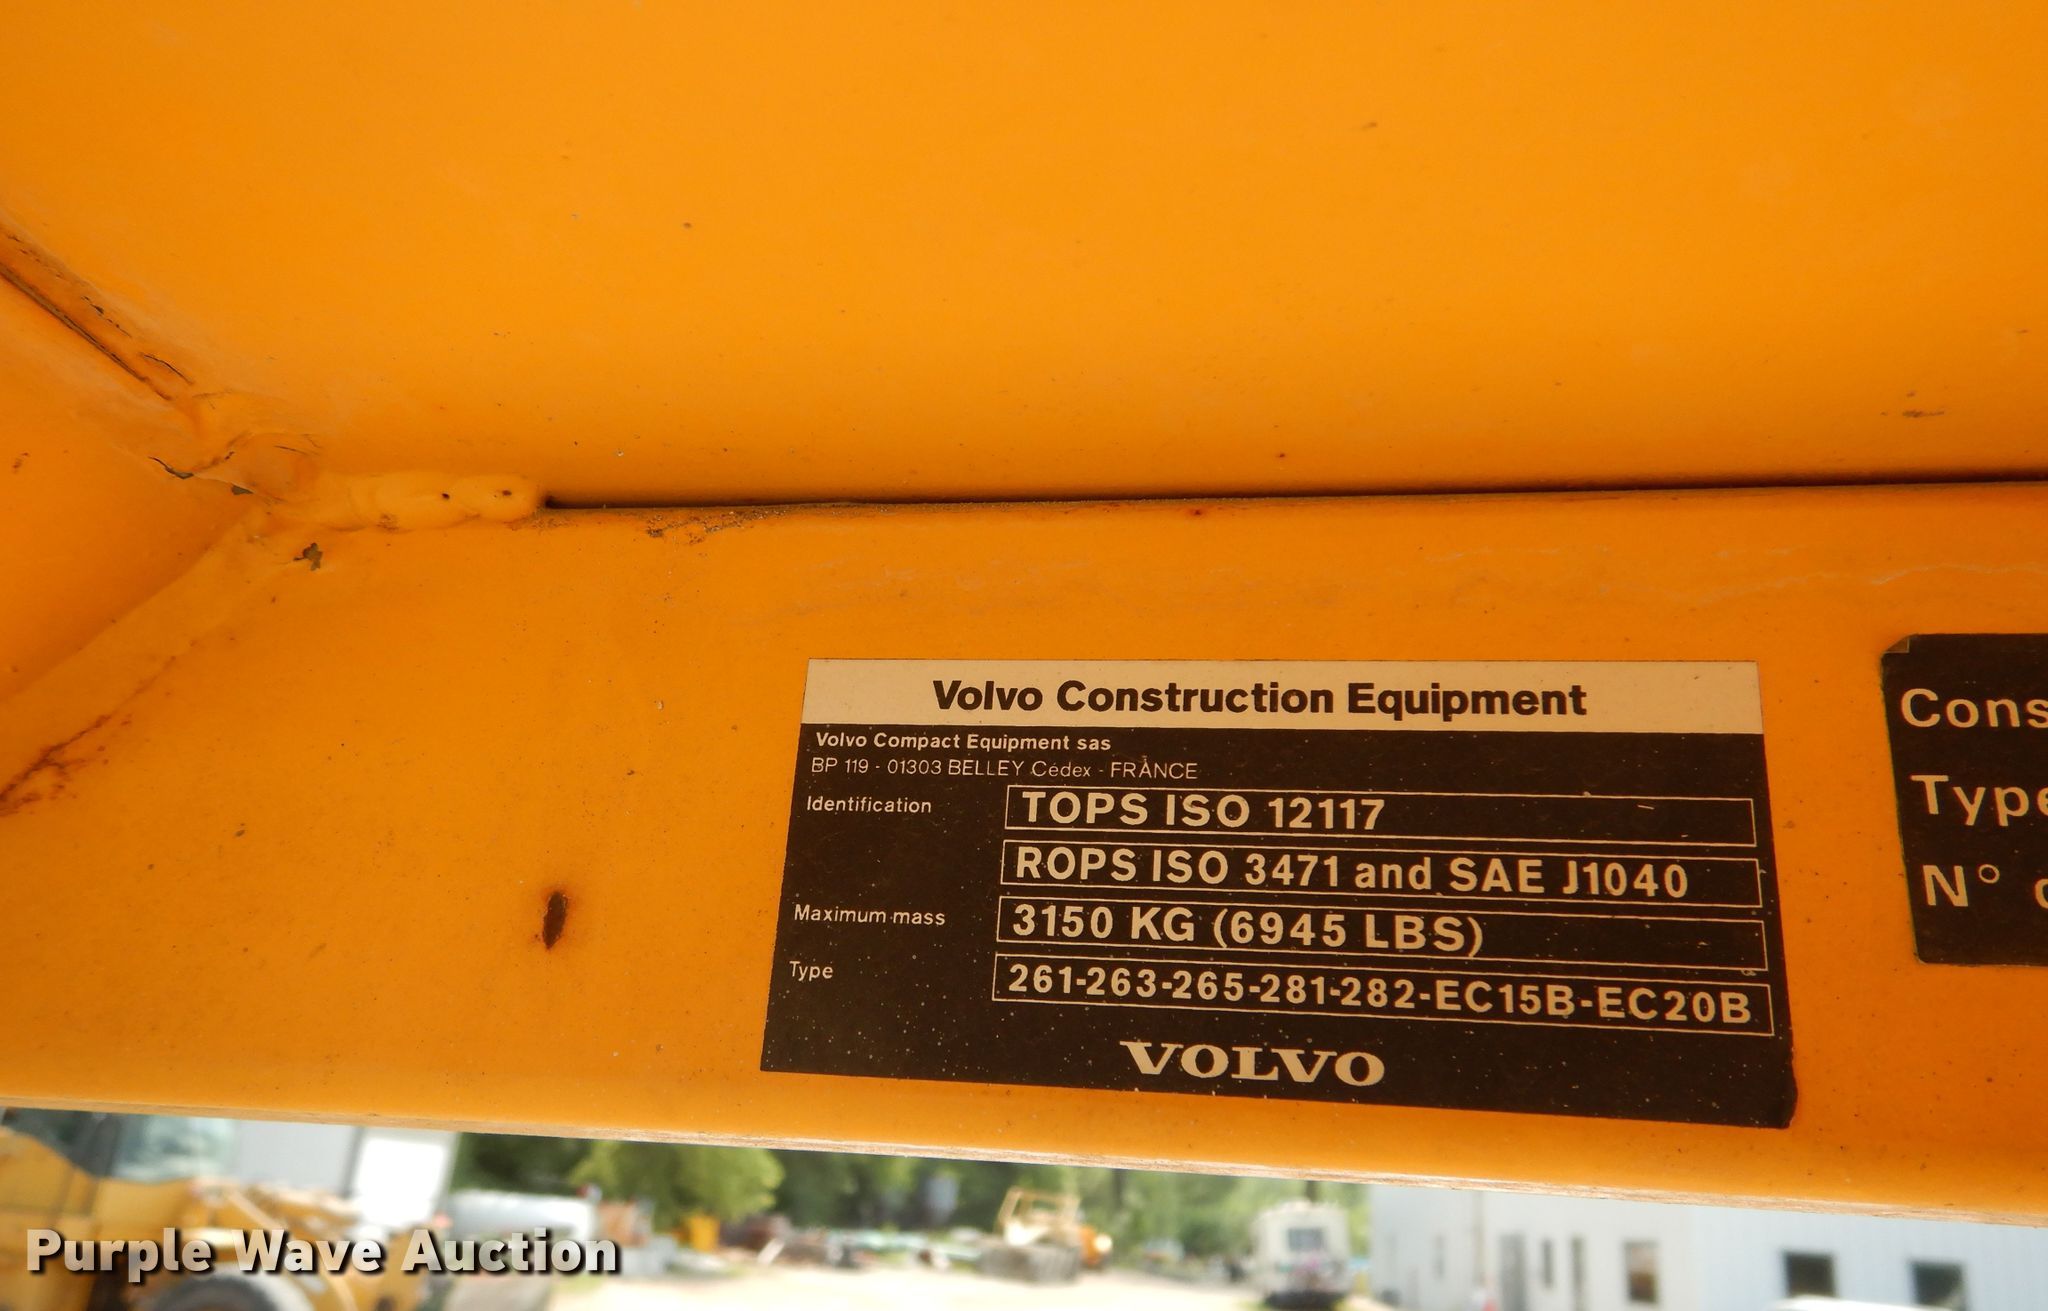 Volvo Construction Equipment
Volvo Compact Equipment sas
BP 119 - 01303 BELLEY Cédex - FRANCE
Identification
TOPS ISO 12117
ROPS ISO 3471 and SAE J1040
Maximum mass
3150 KG (6945 LBS)
Type
261-263-265-281-282-EC15B-EC20B
VOLVO
Cons
Type
N°
Purple Wave Auction